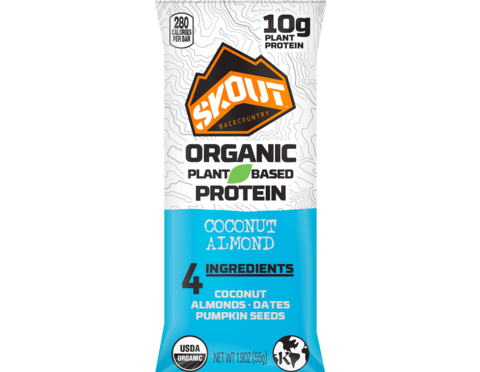 280
CALORIES
PER BAR
10g
PLANT
PROTEIN
SKOUT
BACKCOUNTRY
ORGANIC
PLANT BASED
PROTEIN
COCONUT
ALMOND
4 INGREDIENTS
COCONUT
ALMONDS · DATES
PUMPKIN SEEDS
USDA
ORGANIC
NET WT 1.9OZ (55g)
K